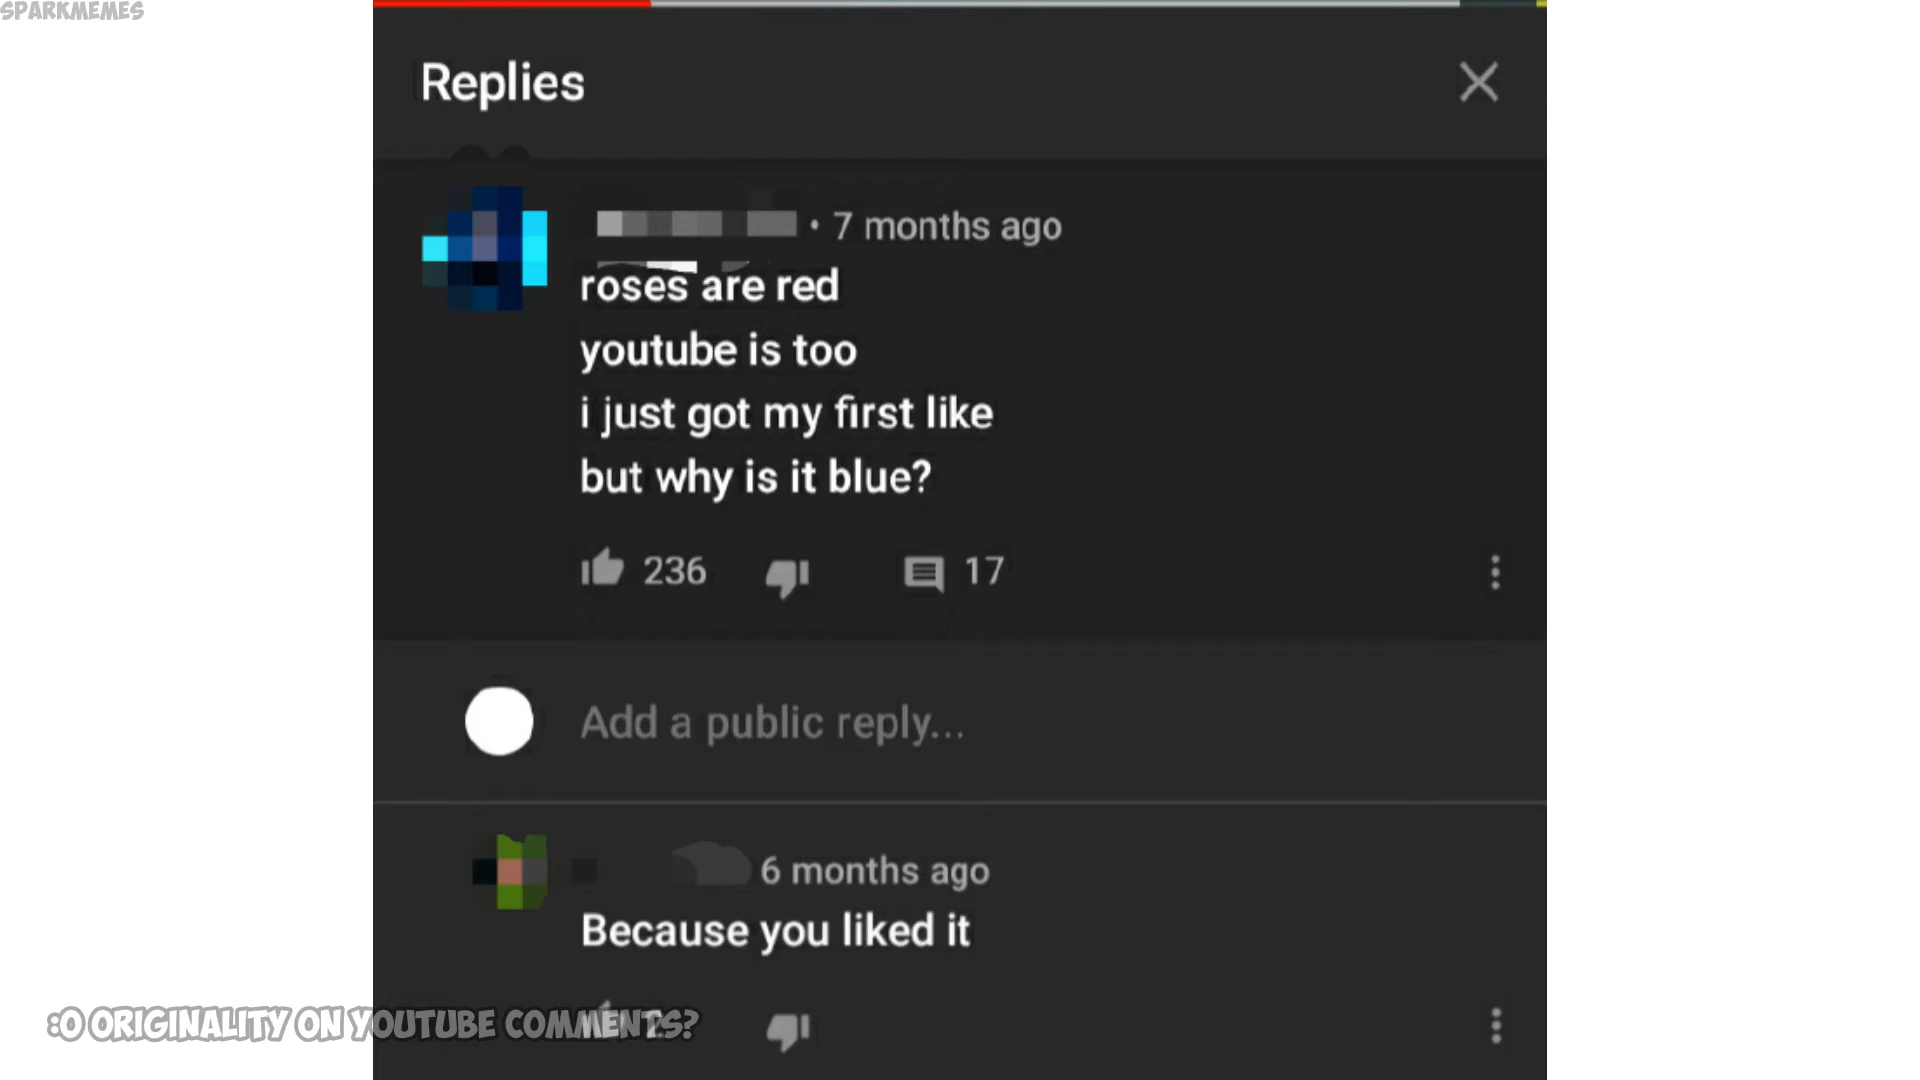 SPARKMEMES
Replies
• 7 months ago
roses are red
youtube is too
i just got my first like
but why is it blue?
236 17
Add a public reply...
6 months ago
Because you liked it
:O ORIGINALITY ON YOUTUBE COMMENTS?